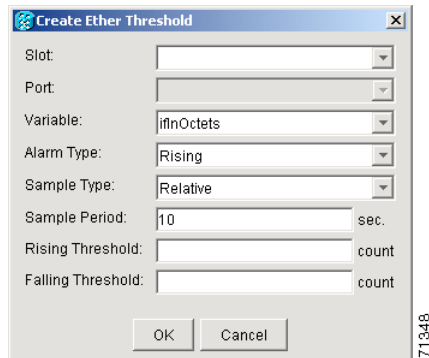 Create Ether Threshold
Slot:
Port:
Variable: ifInOctets
Alarm Type: Rising
Sample Type: Relative
Sample Period: 10 sec.
Rising Threshold: count
Falling Threshold: count
OK Cancel
71348